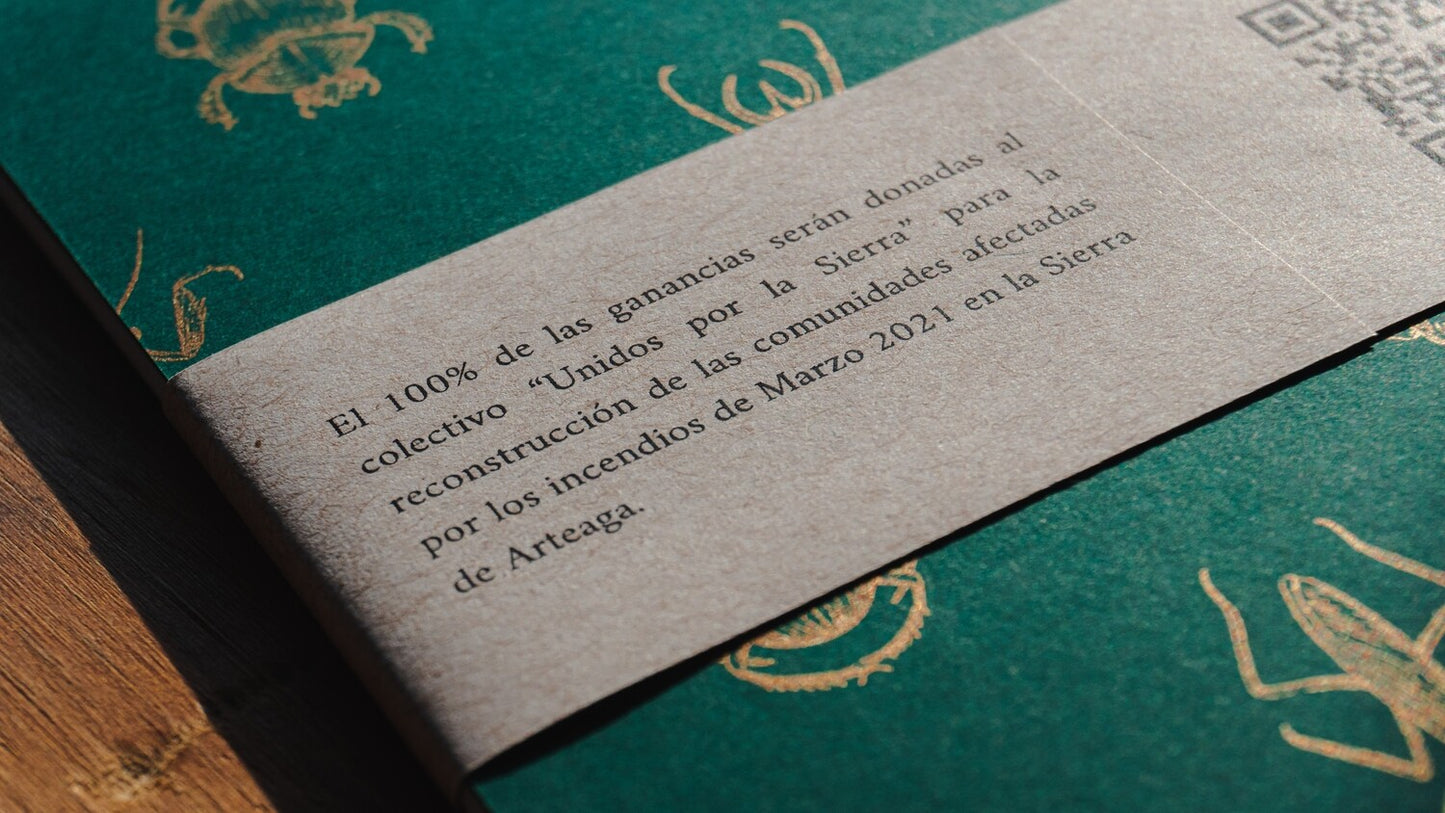 El 100% de las ganancias serán donadas al
colectivo “Unidos por la Sierra” para la
reconstrucción de las comunidades afectadas
por los incendios de Marzo 2021 en la Sierra
de Arteaga.